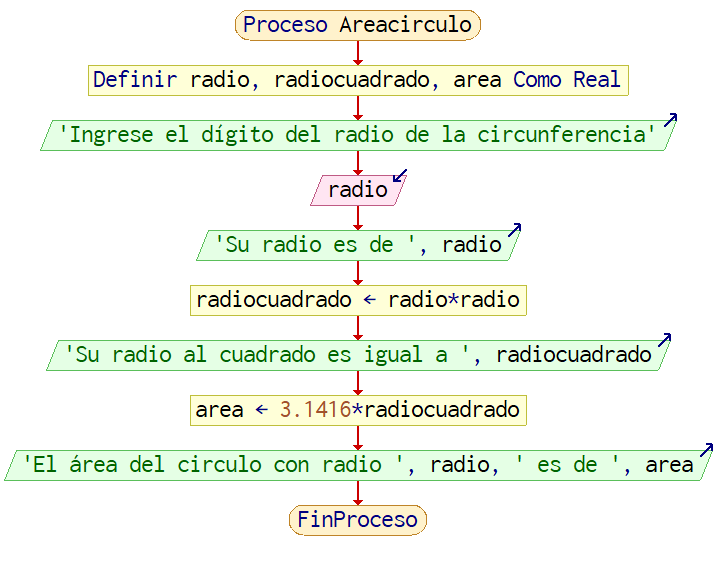 Proceso Areacirculo
Definir radio, radiocuadrado, area Como Real
'Ingrese el dígito del radio de la circunferencia'
radio
'Su radio es de ', radio
radiocuadrado ← radio*radio
'Su radio al cuadrado es igual a ', radiocuadrado
area ← 3.1416*radiocuadrado
'El área del circulo con radio ', radio, ' es de ', area
FinProceso